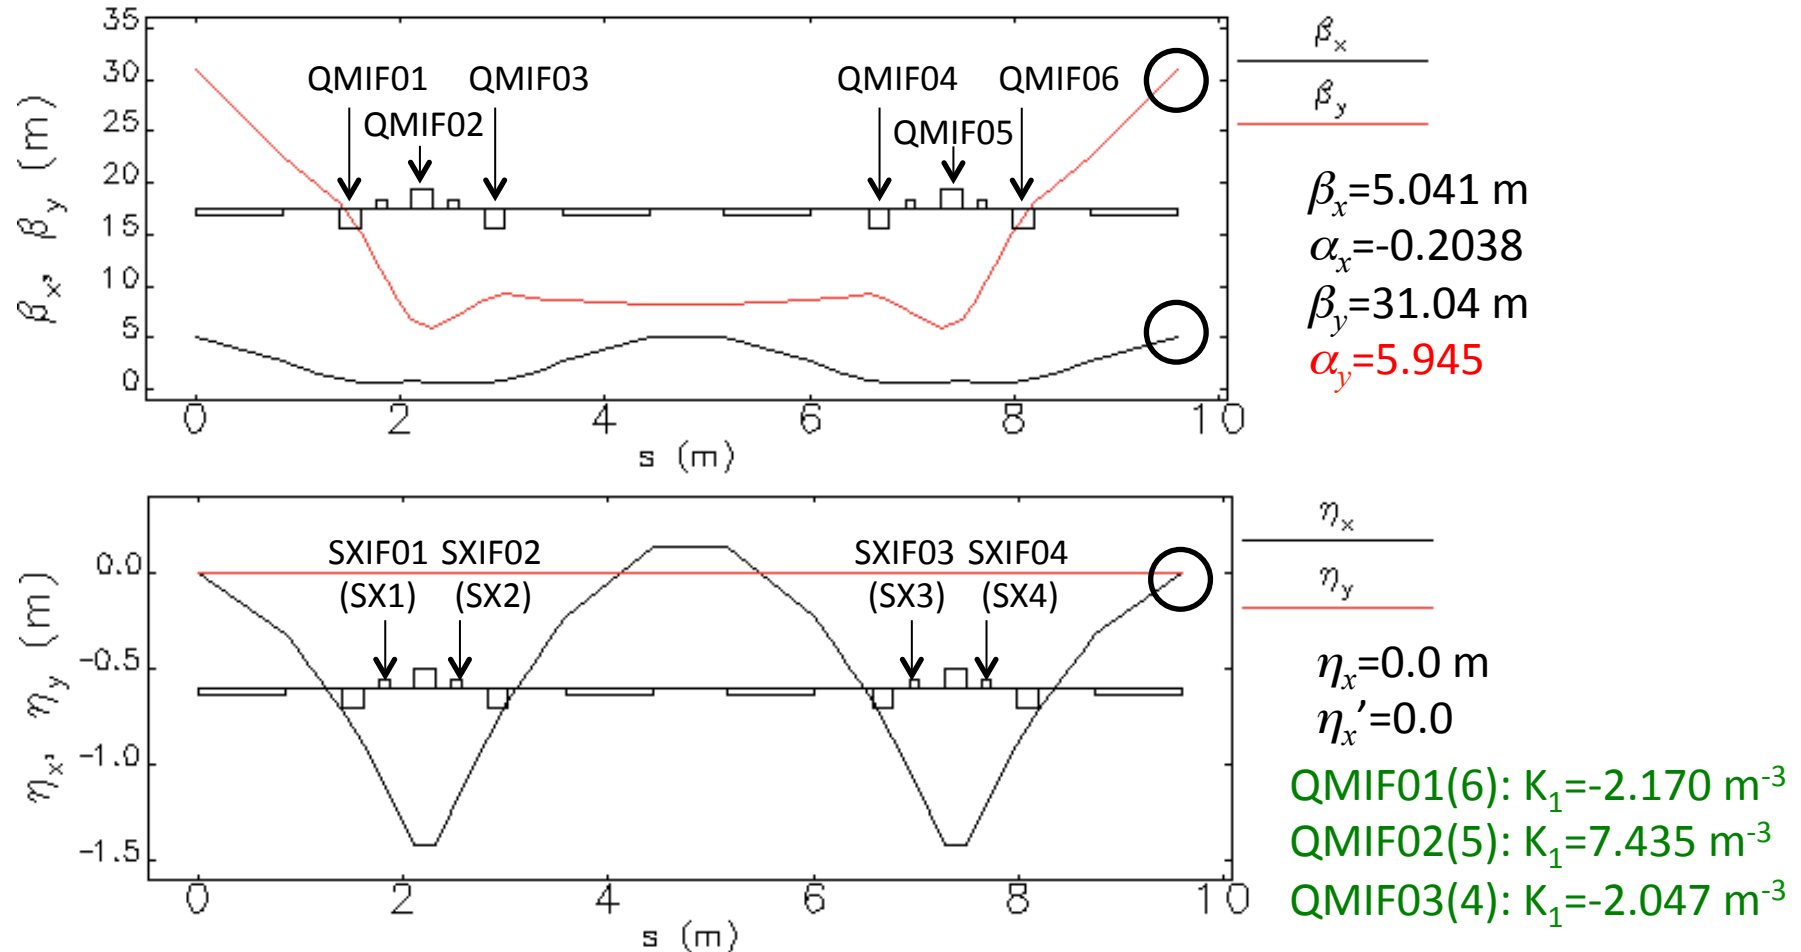 35
30
25
20
15
10
5
0
βx, βy (m)
QMIF01
QMIF02
QMIF03
QMIF04
QMIF05
QMIF06
0 2 4 6 8 10
s (m)
βx
βy
βx=5.041 m
αx=-0.2038
βy=31.04 m
αy=5.945
0.0
-0.5
-1.0
-1.5
ηx, ηy (m)
SXIF01 SXIF02
(SX1) (SX2)
SXIF03 SXIF04
(SX3) (SX4)
0 2 4 6 8 10
s (m)
ηx
ηy
ηx=0.0 m
ηx’=0.0
QMIF01(6): K1=-2.170 m-3
QMIF02(5): K1=7.435 m-3
QMIF03(4): K1=-2.047 m-3